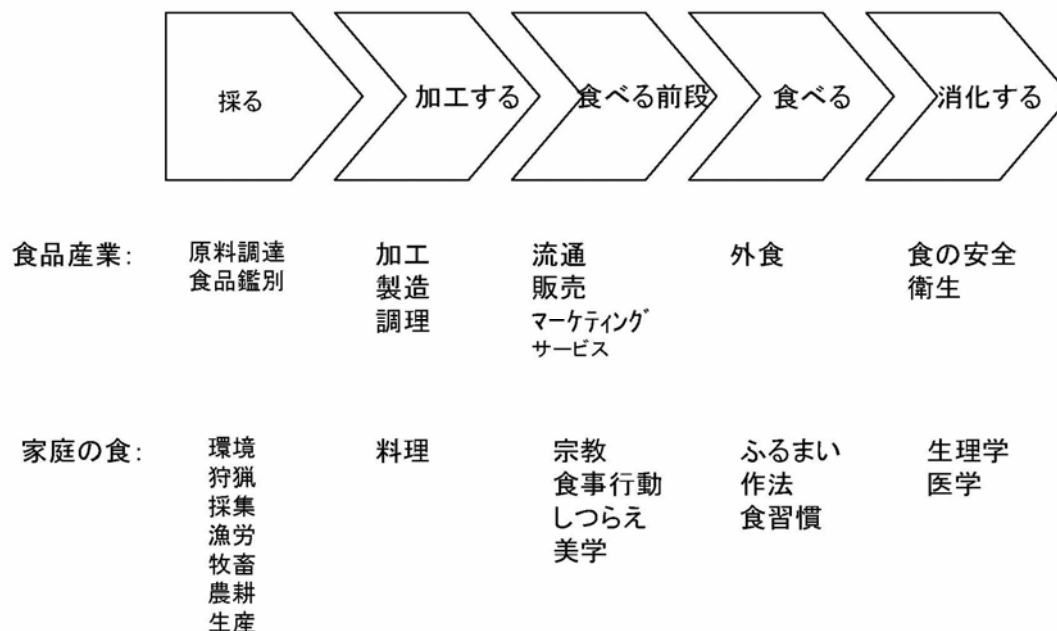 採る
加工する
食べる前段
食べる
消化する
食品産業:
原料調達
食品鑑別
加工
製造
調理
流通
販売
マーケティング
サービス
外食
食の安全
衛生
家庭の食:
環境
狩猟
採集
漁労
牧畜
農耕
生産
料理
宗教
食事行動
しつらえ
美学
ふるまい
作法
食習慣
生理学
医学